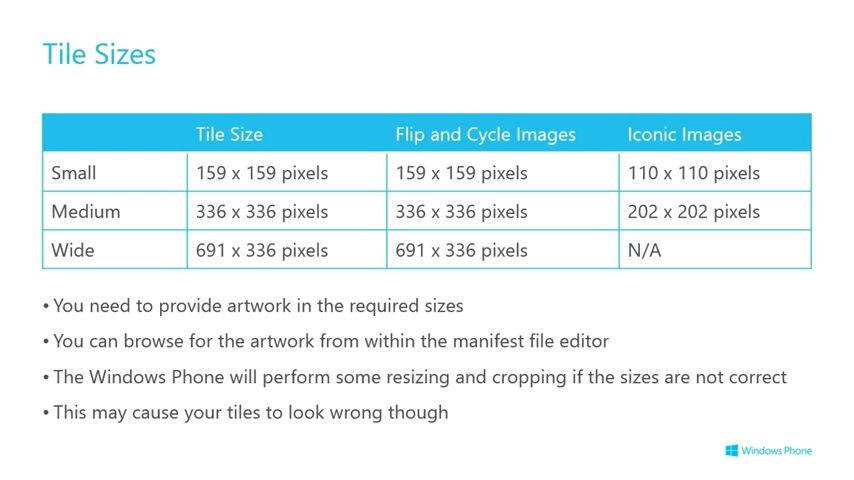 Tile Sizes
Tile Size Flip and Cycle Images Iconic Images
Small 159 x 159 pixels 159 x 159 pixels 110 x 110 pixels
Medium 336 x 336 pixels 336 x 336 pixels 202 x 202 pixels
Wide 691 x 336 pixels 691 x 336 pixels N/A
• You need to provide artwork in the required sizes
• You can browse for the artwork from within the manifest file editor
• The Windows Phone will perform some resizing and cropping if the sizes are not correct
• This may cause your tiles to look wrong though
Windows Phone